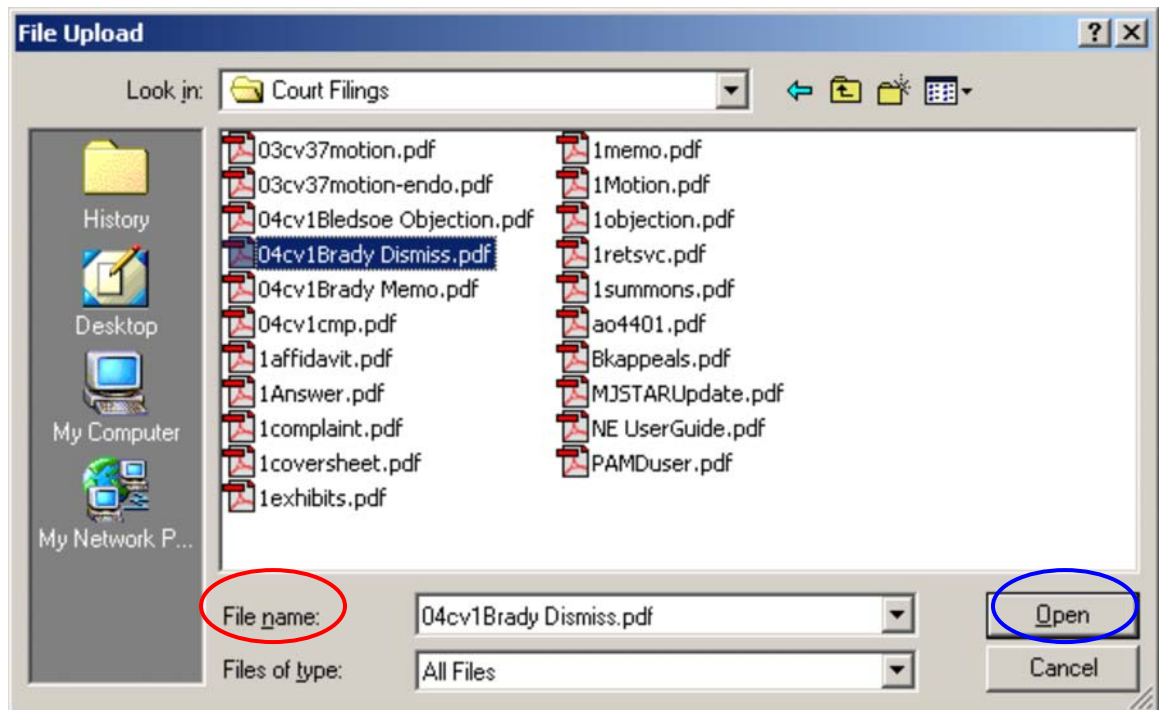 File Upload
Look in:
Court Filings
History
Desktop
My Computer
My Network P...
03cv37motion.pdf
03cv37motion-endo.pdf
04cv1Bledsoe Objection.pdf
04cv1Brady Dismiss.pdf
04cv1Brady Memo.pdf
04cv1cmp.pdf
1affidavit.pdf
1Answer.pdf
1complaint.pdf
1coversheet.pdf
1exhibits.pdf
1memo.pdf
1Motion.pdf
1objection.pdf
1retsvc.pdf
1summons.pdf
ao4401.pdf
Bkappeals.pdf
MJSTARUpdate.pdf
NE UserGuide.pdf
PAMDuser.pdf
File name:
04cv1Brady Dismiss.pdf
Open
Files of type:
All Files
Cancel